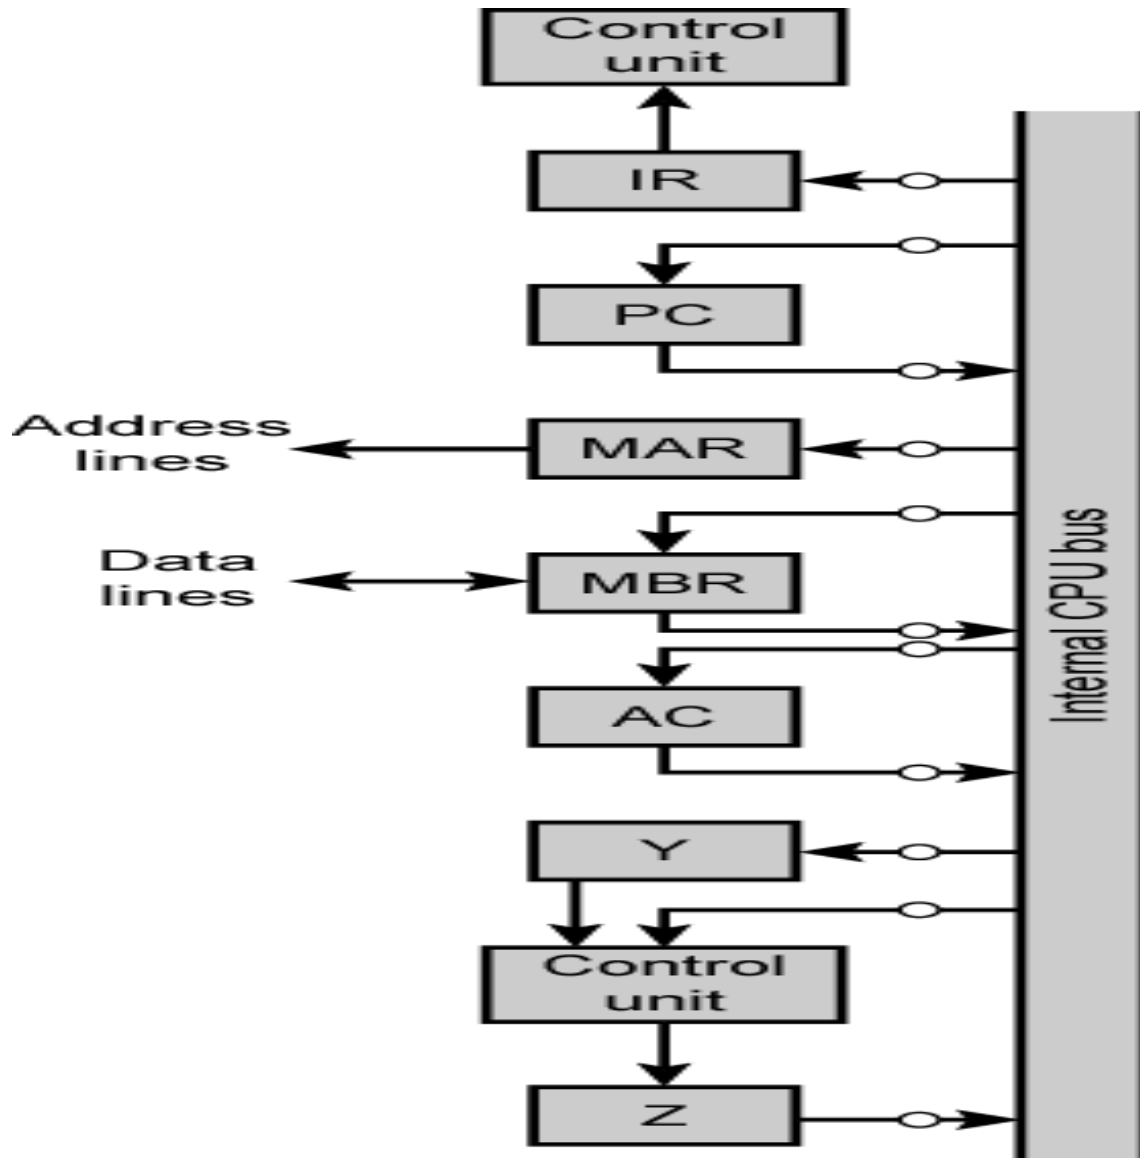 Control
unit
IR
PC
Address
lines
MAR
Data
lines
MBR
AC
Y
Control
unit
Z
Internal CPU bus